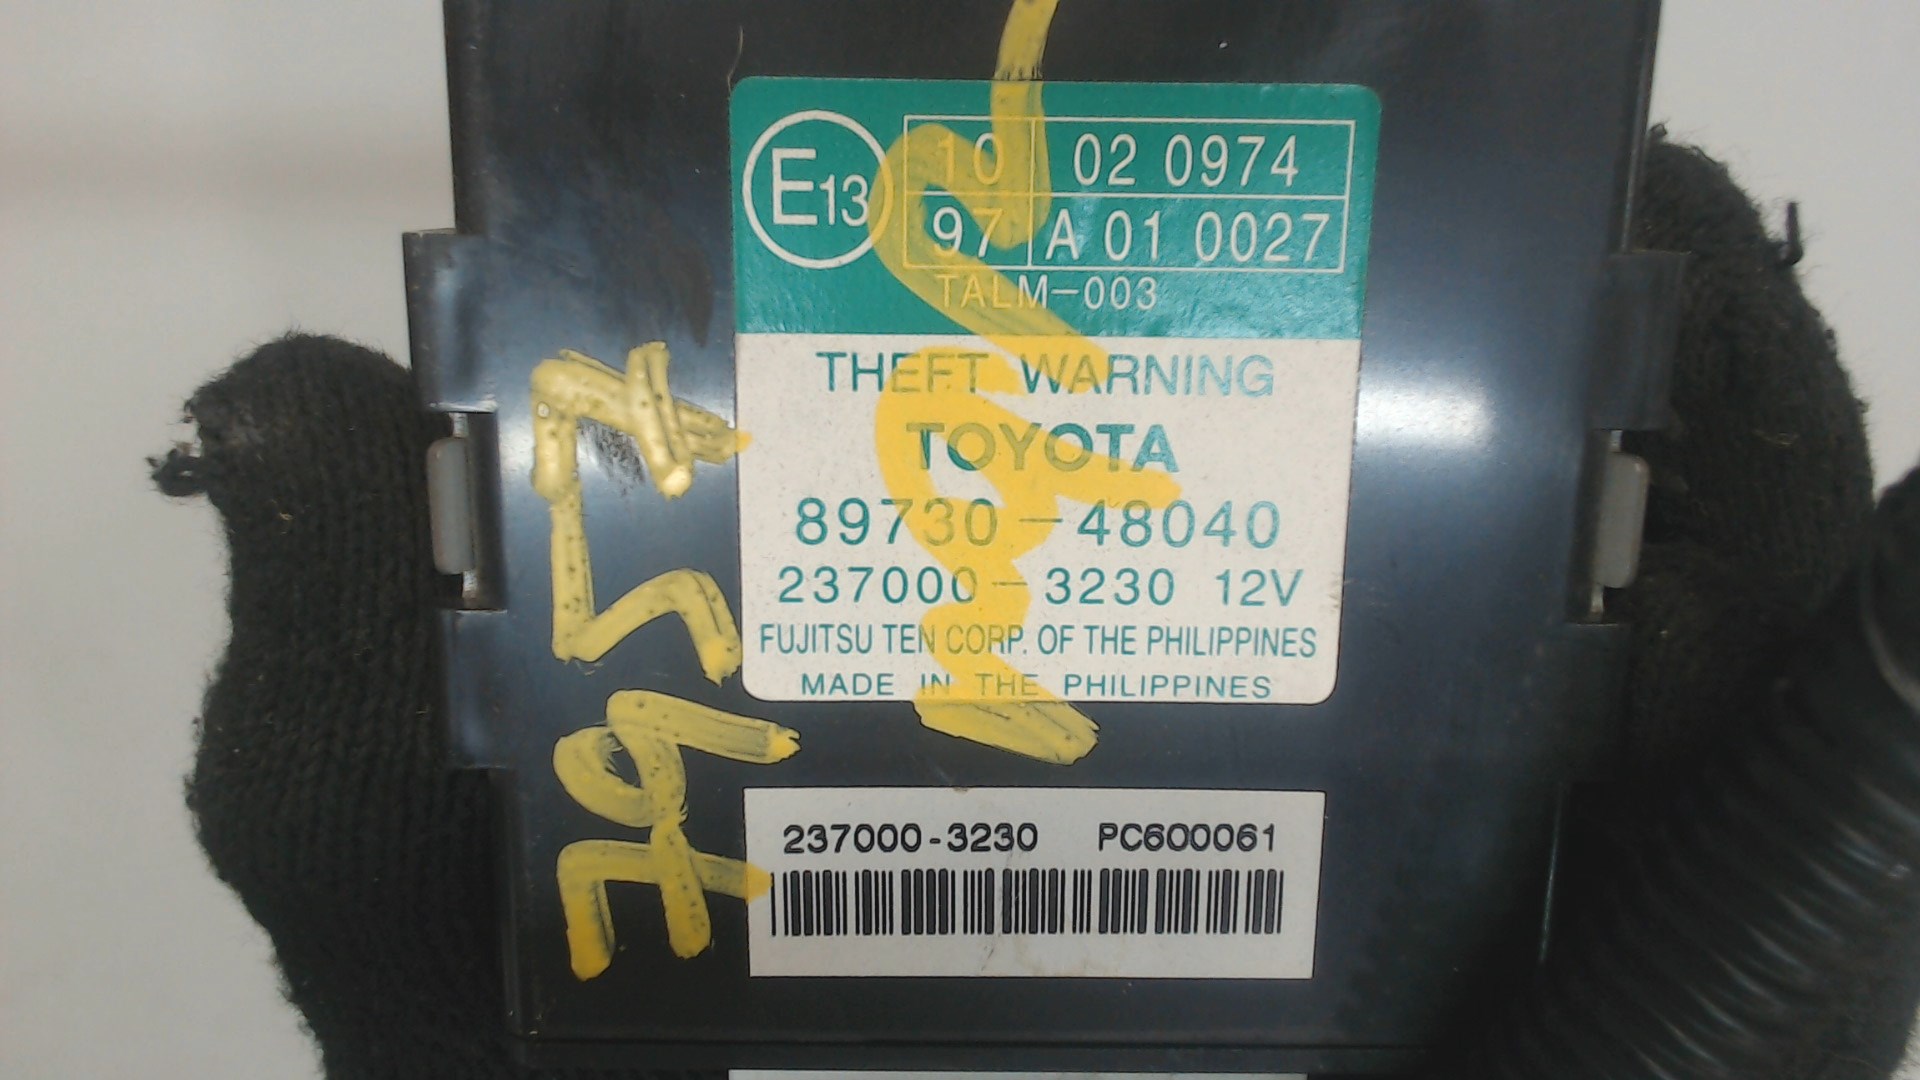 E13
10 02 0974
97 A 01 0027
TALM-003
THEFT WARNING
TOYOTA
89730-48040
237000-3230 12V
FUJITSU TEN CORP. OF THE PHILIPPINES
MADE IN THE PHILIPPINES
237000-3230 PC600061